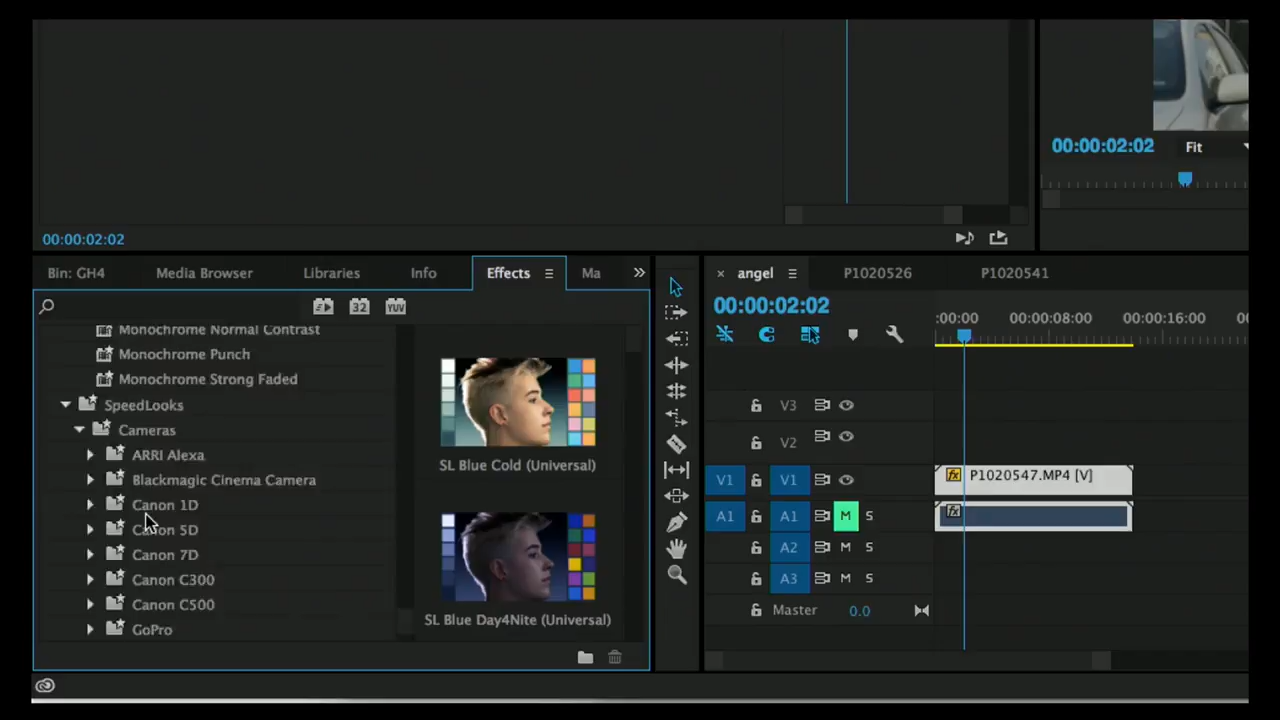 00:00:02:02
Fit
00:00:02:02
Bin: GH4
Media Browser
Libraries
Info
Effects
Ma
32
YUV
Monochrome Normal Contrast
Monochrome Punch
Monochrome Strong Faded
SpeedLooks
Cameras
ARRI Alexa
Blackmagic Cinema Camera
Canon 1D
Canon 5D
Canon 7D
Canon C300
Canon C500
GoPro
SL Blue Cold (Universal)
SL Blue Day4Nite (Universal)
angel
P1020526
P1020541
00:00:02:02
:00:00
00:00:08:00
00:00:16:00
V3
V2
V1 V1
fx P1020547.MP4 [V]
A1 A1 M S
fx
A2 M S
A3 M S
Master 0.0